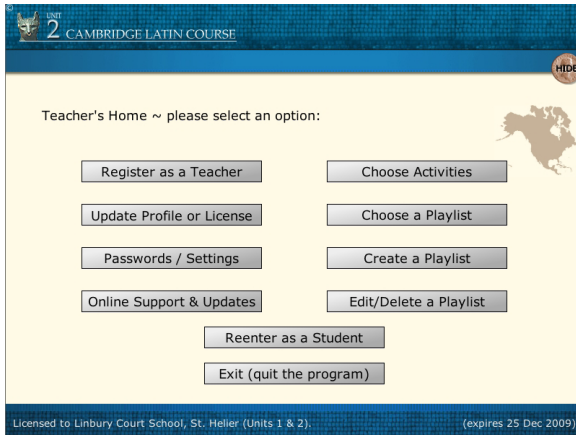 UNIT
2 CAMBRIDGE LATIN COURSE
HIDE
Teacher's Home ~ please select an option:
Register as a Teacher
Choose Activities
Update Profile or License
Choose a Playlist
Passwords / Settings
Create a Playlist
Online Support & Updates
Edit/Delete a Playlist
Reenter as a Student
Exit (quit the program)
Licensed to Linbury Court School, St. Helier (Units 1 & 2).
(expires 25 Dec 2009)